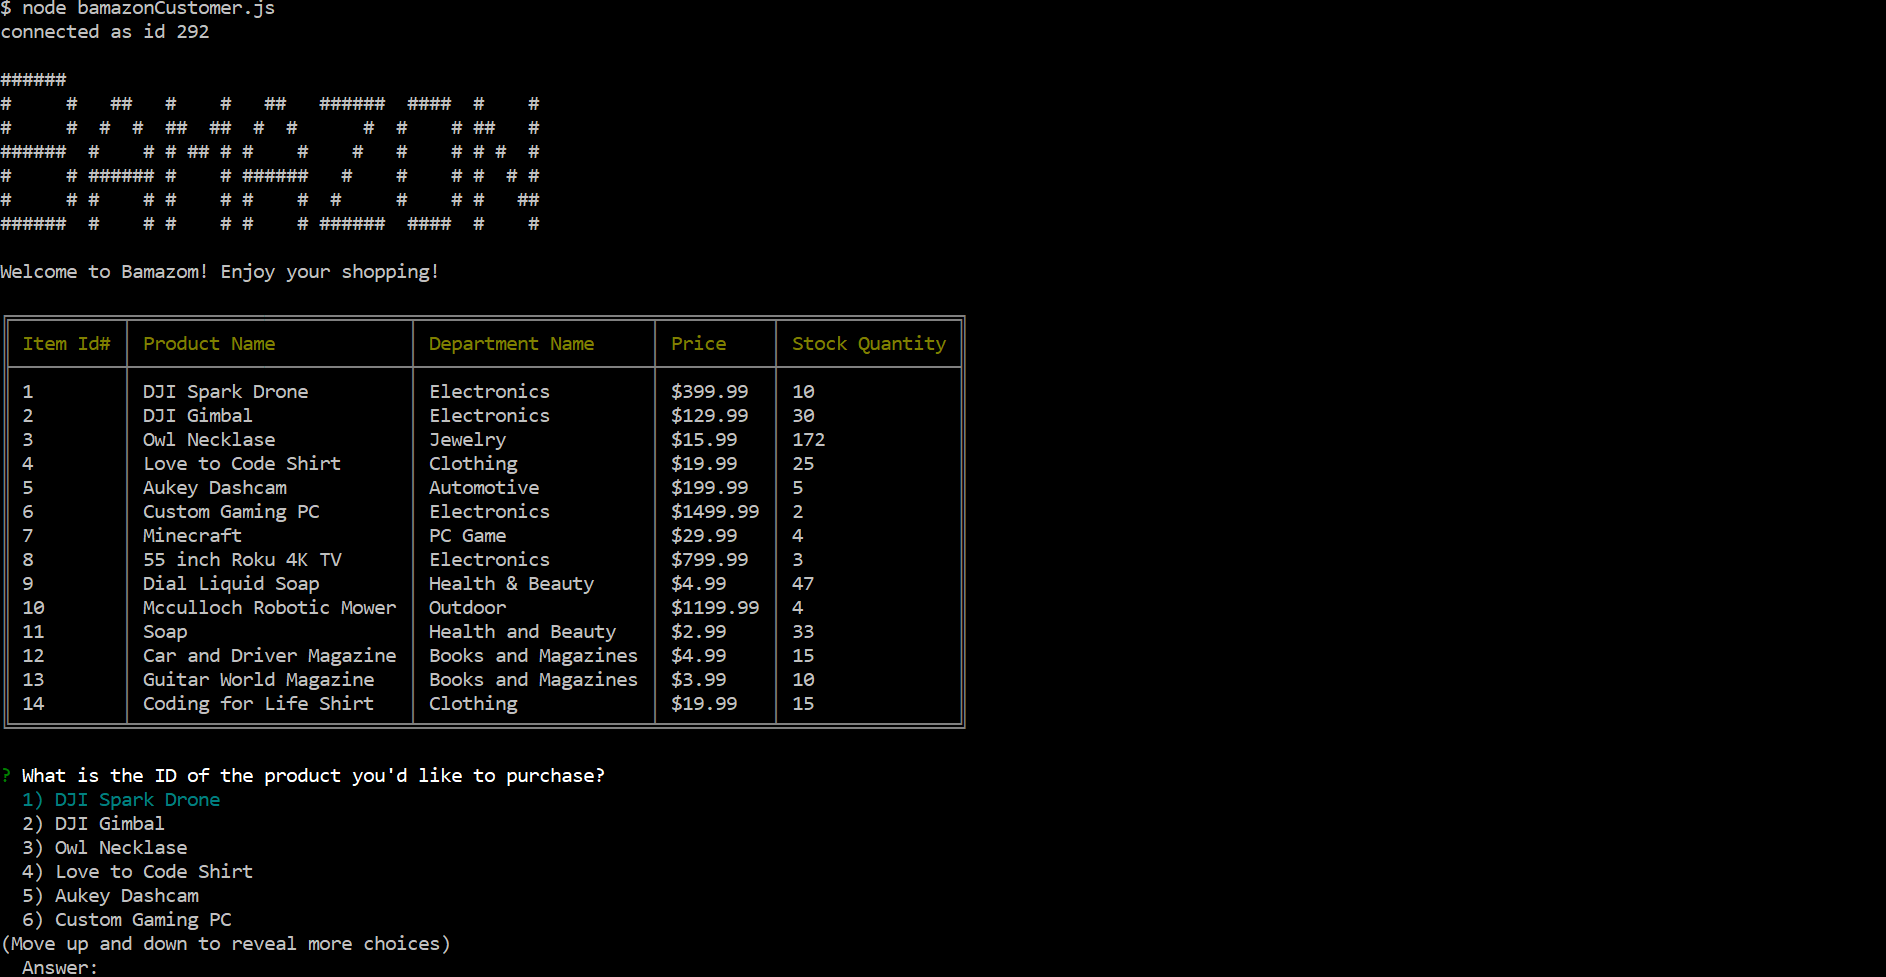 $ node bamazonCustomer.js
connected as id 292
######
#     #   ##   #    #   ##   ######  ####  #    #
#     #  #  #  ##  ##  #  #      #  #    # ##   #
######  #    # # ## # #    #    #   #    # # #  #
#     # ###### #    # ######   #    #    # #  # #
#     # #    # #    # #    #  #     #    # #   ##
######  #    # #    # #    # ######  ####  #    #
Welcome to Bamazom! Enjoy your shopping!
Item Id# Product Name Department Name Price Stock Quantity
1 DJI Spark Drone Electronics $399.99 10
2 DJI Gimbal Electronics $129.99 30
3 Owl Necklase Jewelry $15.99 172
4 Love to Code Shirt Clothing $19.99 25
5 Aukey Dashcam Automotive $199.99 5
6 Custom Gaming PC Electronics $1499.99 2
7 Minecraft PC Game $29.99 4
8 55 inch Roku 4K TV Electronics $799.99 3
9 Dial Liquid Soap Health & Beauty $4.99 47
10 Mcculloch Robotic Mower Outdoor $1199.99 4
11 Soap Health and Beauty $2.99 33
12 Car and Driver Magazine Books and Magazines $4.99 15
13 Guitar World Magazine Books and Magazines $3.99 10
14 Coding for Life Shirt Clothing $19.99 15
? What is the ID of the product you'd like to purchase?
1) DJI Spark Drone
2) DJI Gimbal
3) Owl Necklase
4) Love to Code Shirt
5) Aukey Dashcam
6) Custom Gaming PC
(Move up and down to reveal more choices)
Answer: